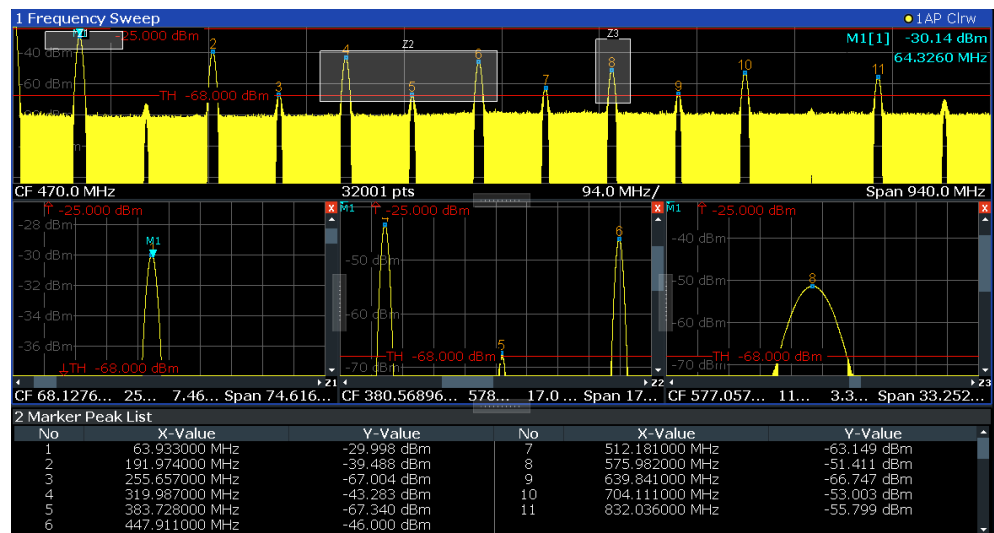 1 Frequency Sweep
1AP Clrw
-25.000 dBm
M1[1] -30.14 dBm
64.3260 MHz
-40 dBm
-60 dBm
TH -68.000 dBm
2
3
4
5
6
7
8
9
10
11
Z2
Z3
CF 470.0 MHz
32001 pts
94.0 MHz/
Span 940.0 MHz
-25.000 dBm
-28 dBm
-30 dBm
-32 dBm
-34 dBm
-36 dBm
M1
TH -68.000 dBm
Z1
CF 68.1276... 25... 7.46... Span 74.616...
M1
-25.000 dBm
-50 dBm
-60 dBm
-70 dBm
TH -68.000 dBm
5
6
Z2
CF 380.56896... 578... 17.0 ... Span 17...
M1
-25.000 dBm
-40 dBm
-50 dBm
-60 dBm
-70 dBm
TH -68.000 dBm
8
Z3
CF 577.057... 11... 3.3... Span 33.252...
2 Marker Peak List
No X-Value Y-Value No X-Value Y-Value
1 63.933000 MHz -29.998 dBm 7 512.181000 MHz -63.149 dBm
2 191.974000 MHz -39.488 dBm 8 575.982000 MHz -51.411 dBm
3 255.657000 MHz -67.004 dBm 9 639.841000 MHz -66.747 dBm
4 319.987000 MHz -43.283 dBm 10 704.111000 MHz -53.003 dBm
5 383.728000 MHz -67.340 dBm 11 832.036000 MHz -55.799 dBm
6 447.911000 MHz -46.000 dBm